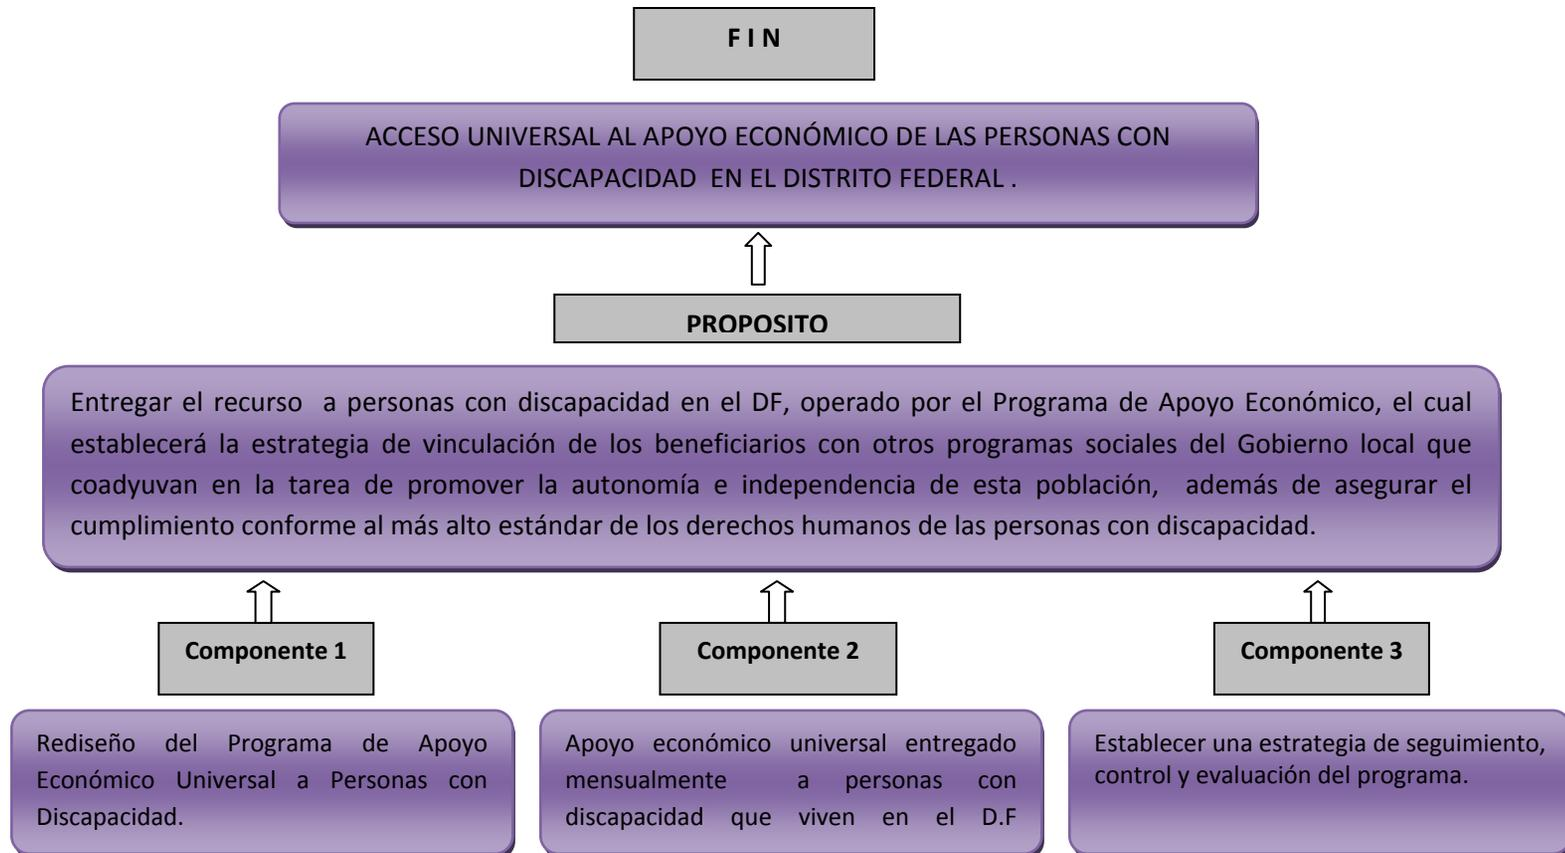 F I N
ACCESO UNIVERSAL AL APOYO ECONÓMICO DE LAS PERSONAS CON
DISCAPACIDAD EN EL DISTRITO FEDERAL .
PROPOSITO
Entregar el recurso a personas con discapacidad en el DF, operado por el Programa de Apoyo Económico, el cual
establecerá la estrategia de vinculación de los beneficiarios con otros programas sociales del Gobierno local que
coadyuvan en la tarea de promover la autonomía e independencia de esta población, además de asegurar el
cumplimiento conforme al más alto estándar de los derechos humanos de las personas con discapacidad.
Componente 1
Rediseño del Programa de Apoyo
Económico Universal a Personas con
Discapacidad.
Componente 2
Apoyo económico universal entregado
mensualmente a personas con
discapacidad que viven en el D.F
Componente 3
Establecer una estrategia de seguimiento,
control y evaluación del programa.